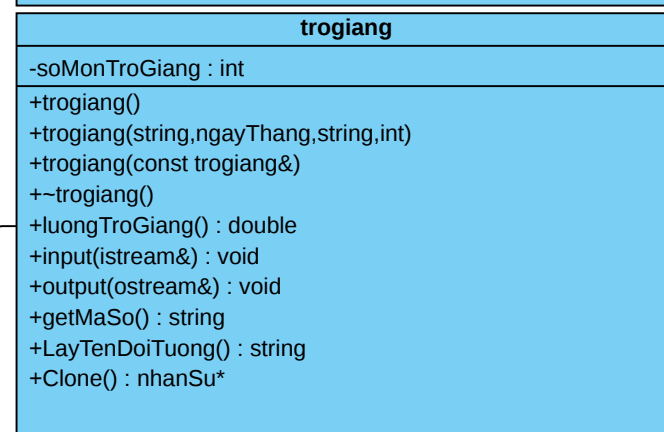 trogiang
-soMonTroGiang : int
+trogiang()
+trogiang(string,ngayThang,string,int)
+trogiang(const trogiang&)
+~trogiang()
+luongTroGiang() : double
+input(istream&) : void
+output(ostream&) : void
+getMaSo() : string
+LayTenDoiTuong() : string
+Clone() : nhanSu*